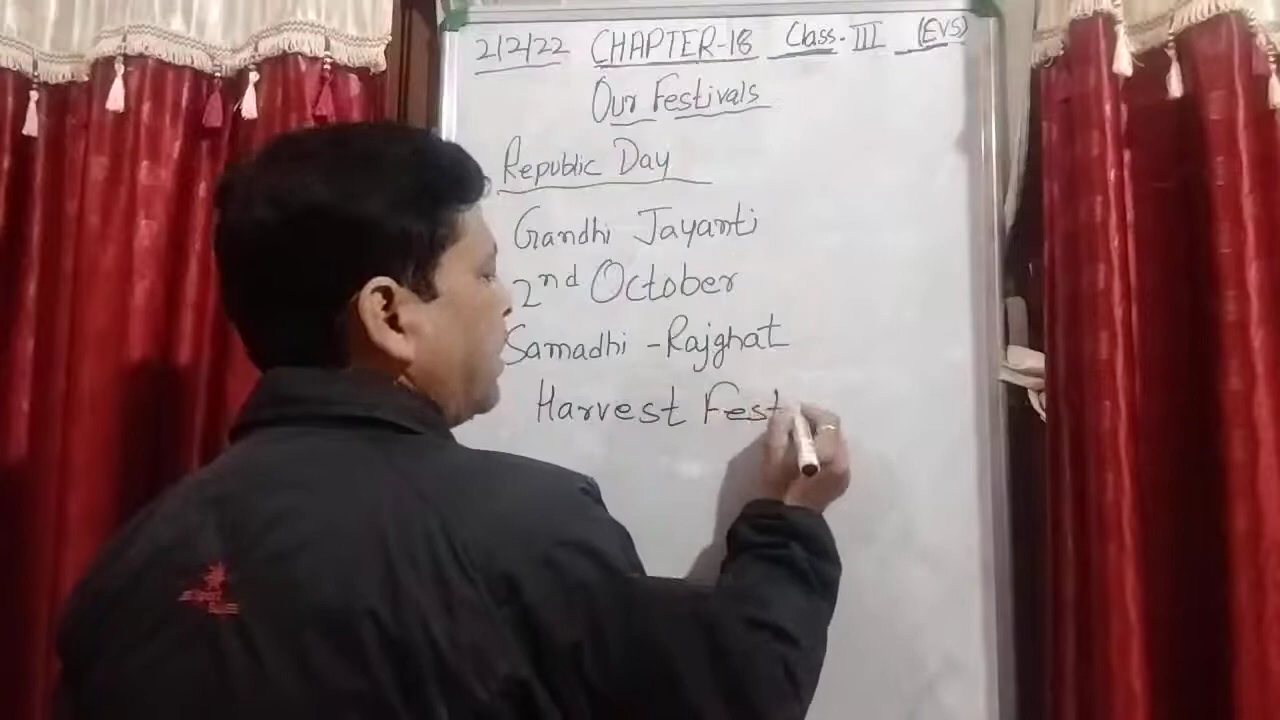 2/2/22 CHAPTER-18 Class-III (EVS)
Our Festivals
Republic Day
Gandhi Jayanti
2nd October
Samadhi - Rajghat
Harvest Fest